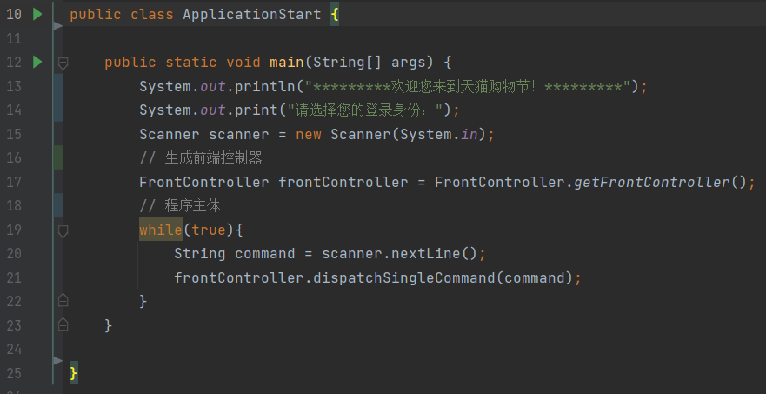 10 public class ApplicationStart {
11
12 public static void main(String[] args) {
13 System.out.println("*********欢迎您来到天猫购物节! *********");
14 System.out.print("请选择您的登录身份: ");
15 Scanner scanner = new Scanner(System.in);
16 // 生成前端控制器
17 FrontController frontController = FrontController.getFrontController();
18 // 程序主体
19 while(true){
20 String command = scanner.nextLine();
21 frontController.dispatchSingleCommand(command);
22 }
23 }
24
25 }